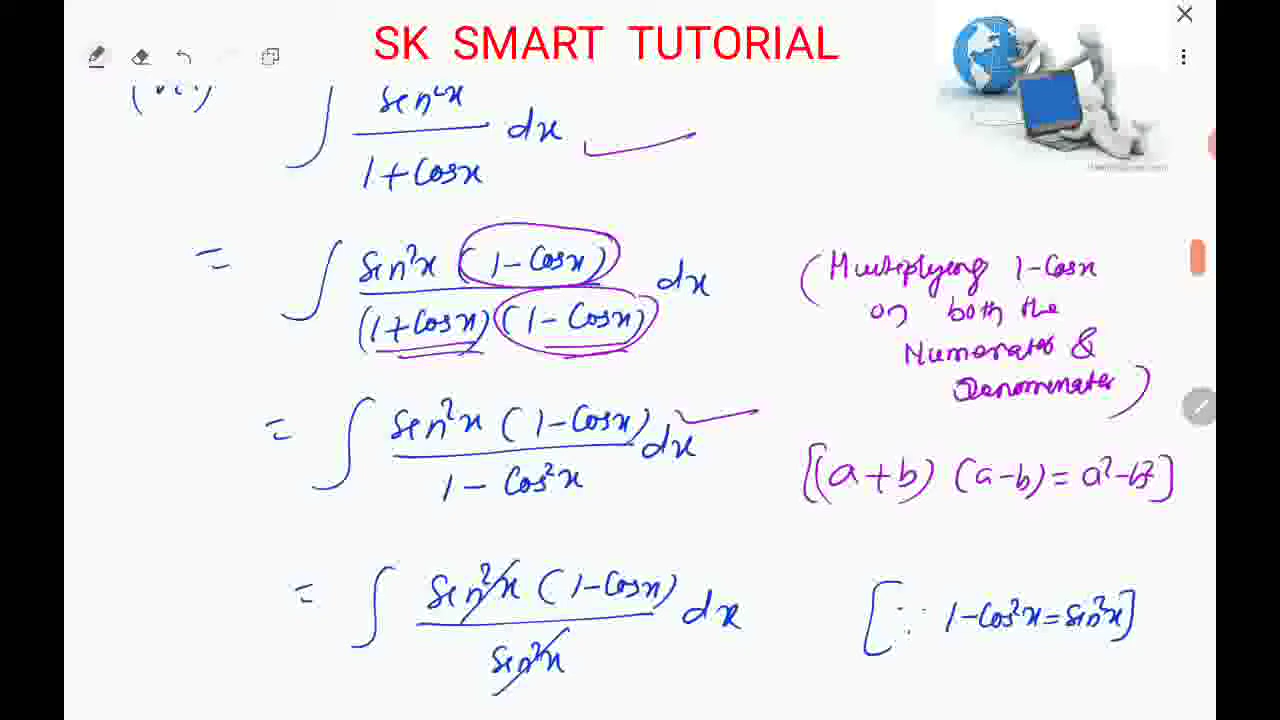 SK SMART TUTORIAL
∫ sin²x / 1+Cosx dx
= ∫ sin²x (1-Cosx) / (1+Cosx) (1-Cosx) dx
(Multiplying 1-Cosx
on both the
Numerator &
Denominator)
= ∫ sin²x (1-Cosx) / 1-Cos²x dx
[(a+b) (a-b) = a²-b²]
= ∫ sin²x (1-Cosx) / sin²x dx
[∵ 1-Cos²x = sin²x]